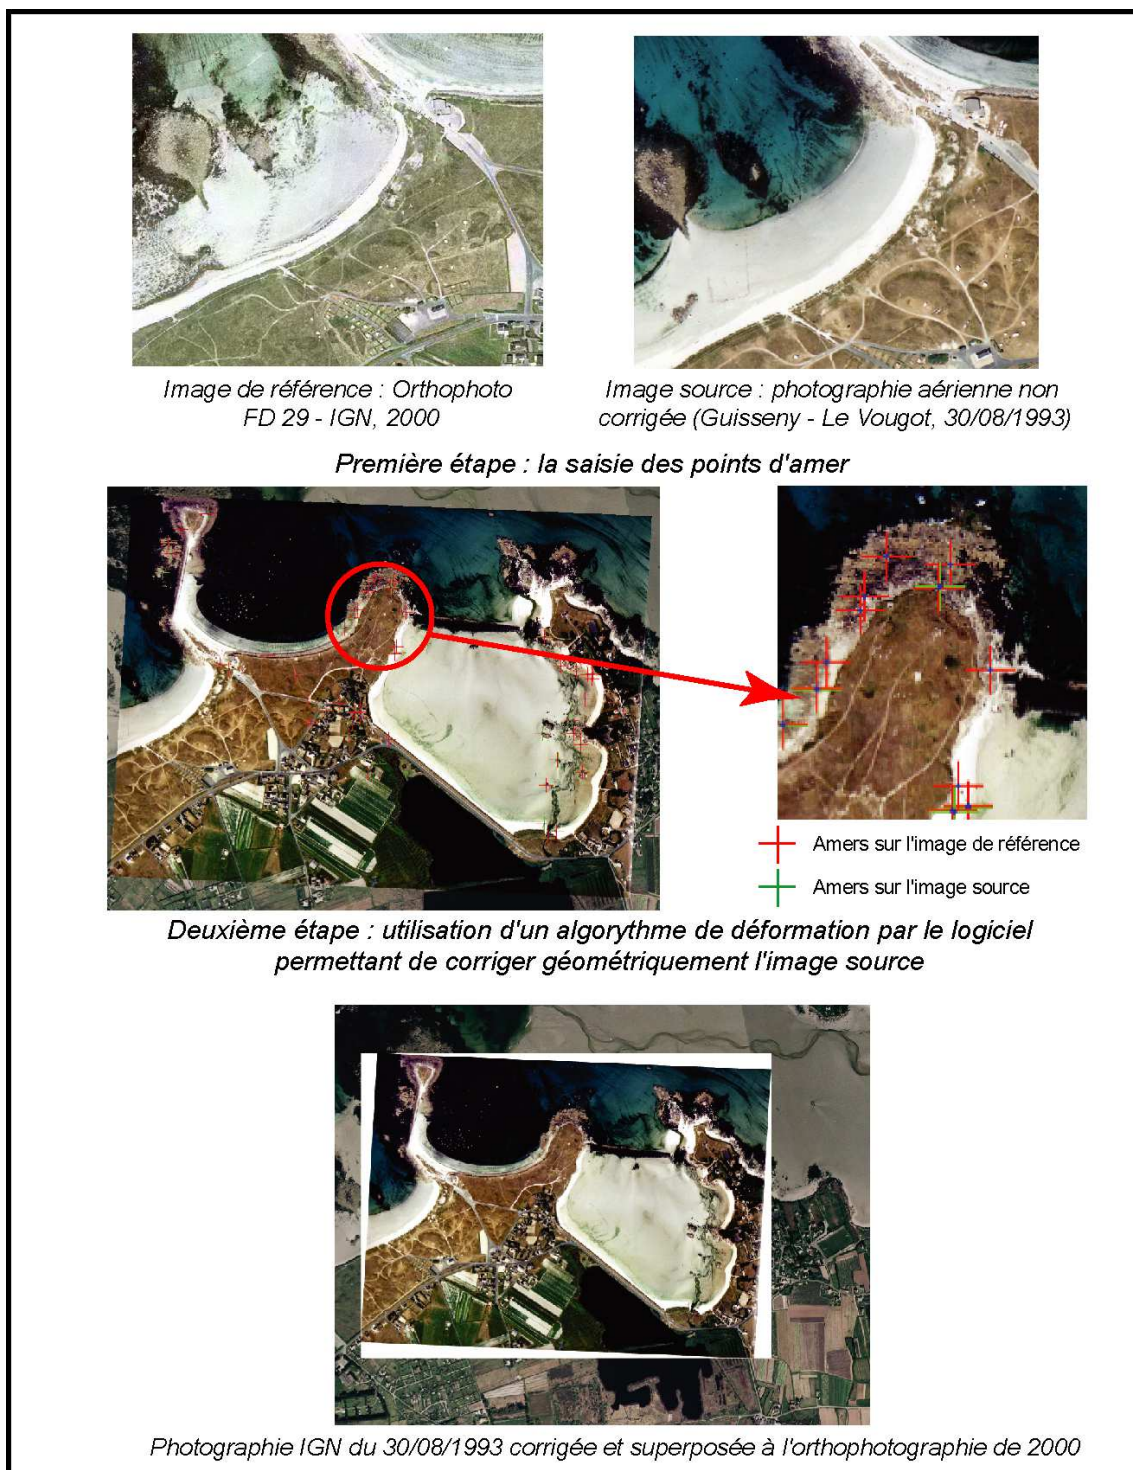 Image de référence : Orthophoto
FD 29 - IGN, 2000
Image source : photographie aérienne non
corrigée (Guisseny - Le Vougot, 30/08/1993)
Première étape : la saisie des points d'amer
Amers sur l'image de référence
Amers sur l'image source
Deuxième étape : utilisation d'un algorythme de déformation par le logiciel
permettant de corriger géométriquement l'image source
Photographie IGN du 30/08/1993 corrigée et superposée à l'orthophotographie de 2000